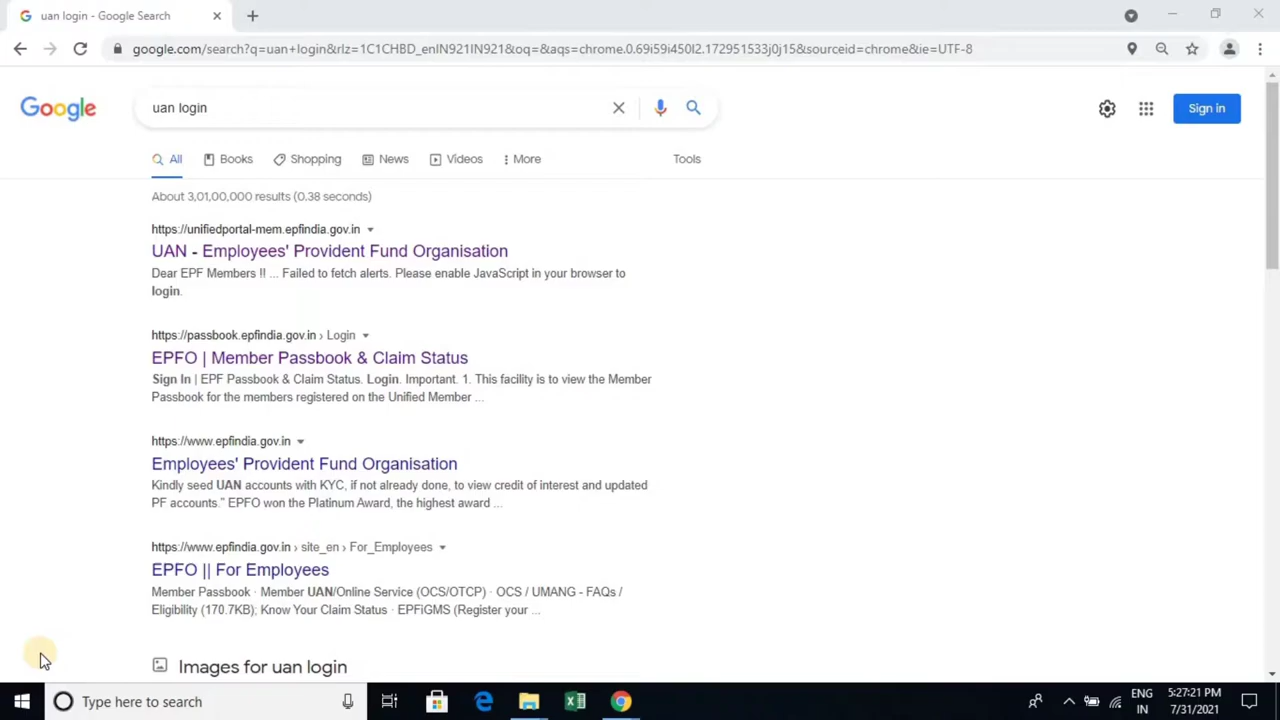 uan login - Google Search
google.com/search?q=uan+login&rlz=1C1CHBD_enIN921IN921&oq=&aqs=chrome.0.69i59i450l2.172951533j0j15&sourceid=chrome&ie=UTF-8
Google
uan login
Sign in
All
Books
Shopping
News
Videos
More
Tools
About 3,01,00,000 results (0.38 seconds)
https://unifiedportal-mem.epfindia.gov.in
UAN - Employees' Provident Fund Organisation
Dear EPF Members !! ... Failed to fetch alerts. Please enable JavaScript in your browser to
login.
https://passbook.epfindia.gov.in › Login
EPFO | Member Passbook & Claim Status
Sign In | EPF Passbook & Claim Status. Login. Important. 1. This facility is to view the Member
Passbook for the members registered on the Unified Member ...
https://www.epfindia.gov.in
Employees' Provident Fund Organisation
Kindly seed UAN accounts with KYC, if not already done, to view credit of interest and updated
PF accounts.” EPFO won the Platinum Award, the highest award ...
https://www.epfindia.gov.in › site_en › For_Employees
EPFO || For Employees
Member Passbook · Member UAN/Online Service (OCS/OTCP) · OCS / UMANG - FAQs /
Eligibility (170.7KB); Know Your Claim Status · EPFiGMS (Register your ...
Images for uan login
Type here to search
ENG
IN
5:27:21 PM
7/31/2021